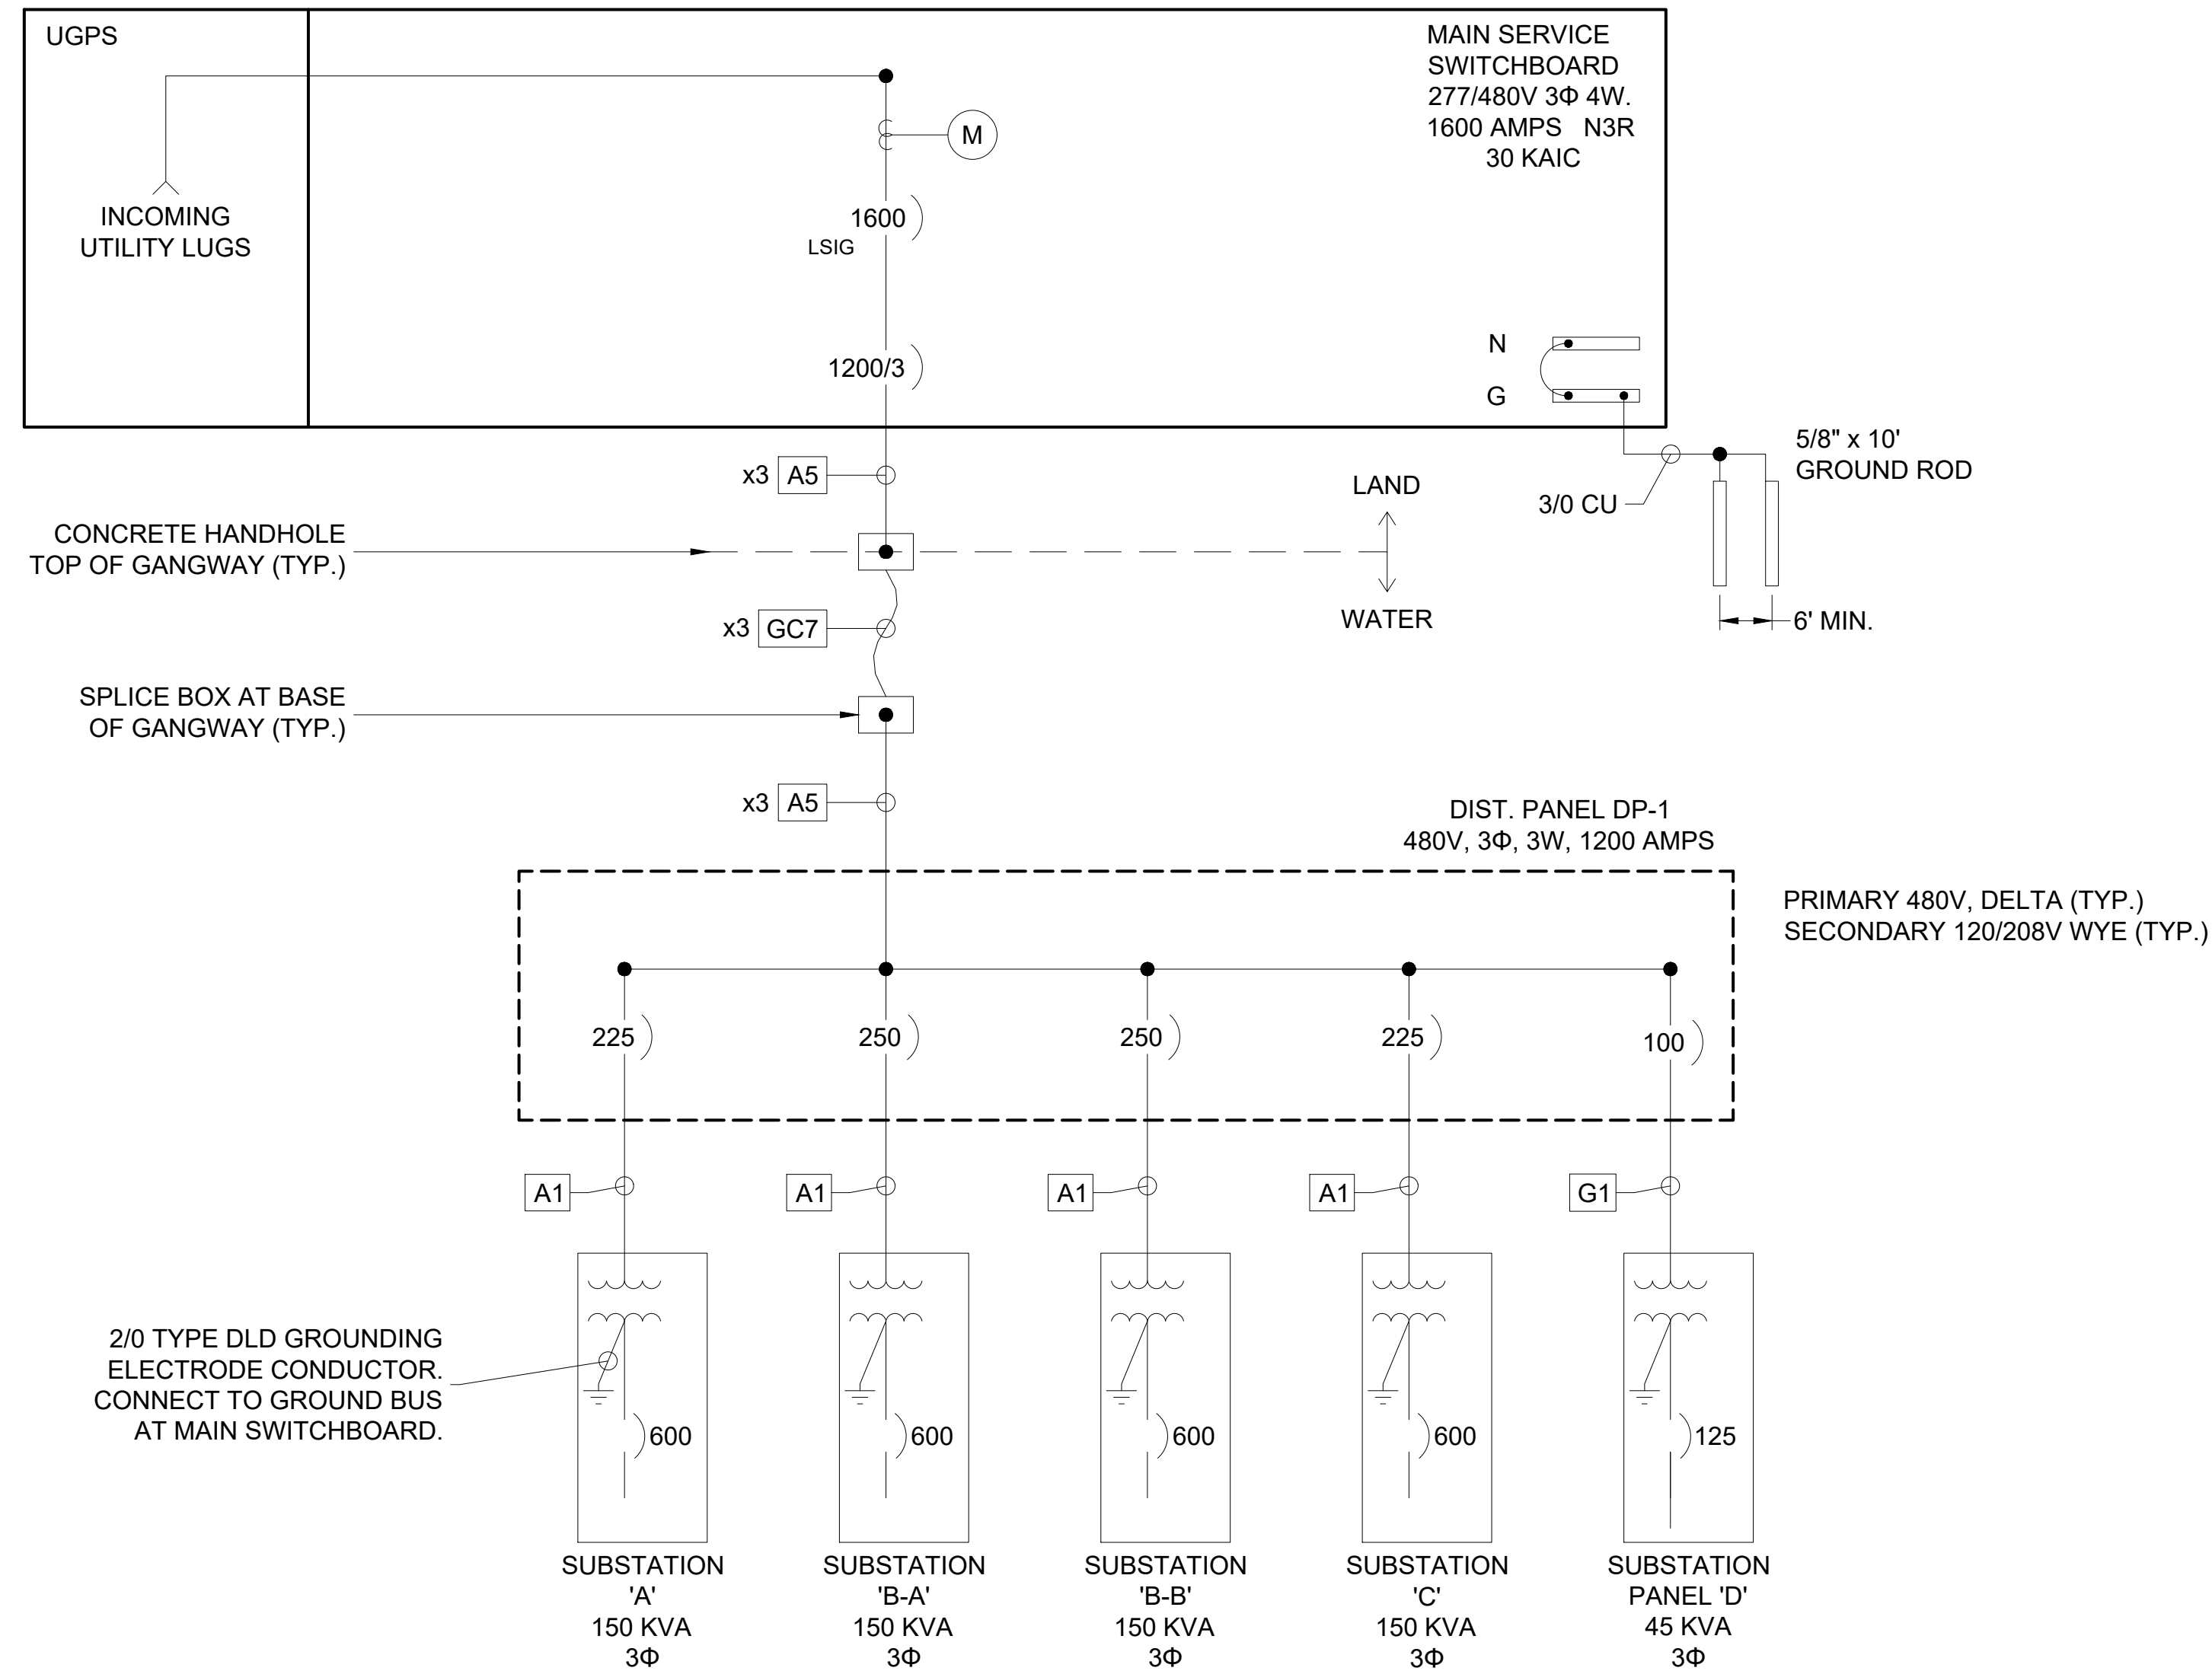 UGPS
MAIN SERVICE
SWITCHBOARD
277/480V 3Φ 4W.
1600 AMPS N3R
30 KAIC
M
INCOMING
UTILITY LUGS
1600
LSIG
1200/3
N
G
5/8" x 10'
GROUND ROD
3/0 CU
6' MIN.
x3 A5
LAND
CONCRETE HANDHOLE
TOP OF GANGWAY (TYP.)
WATER
x3 GC7
SPLICE BOX AT BASE
OF GANGWAY (TYP.)
x3 A5
DIST. PANEL DP-1
480V, 3Φ, 3W, 1200 AMPS
PRIMARY 480V, DELTA (TYP.)
SECONDARY 120/208V WYE (TYP.)
225 250 250 225 100
A1 A1 A1 A1 G1
2/0 TYPE DLD GROUNDING
ELECTRODE CONDUCTOR.
CONNECT TO GROUND BUS
AT MAIN SWITCHBOARD.
600 600 600 600 125
SUBSTATION
'A'
150 KVA
3Φ
SUBSTATION
'B-A'
150 KVA
3Φ
SUBSTATION
'B-B'
150 KVA
3Φ
SUBSTATION
'C'
150 KVA
3Φ
SUBSTATION
PANEL 'D'
45 KVA
3Φ